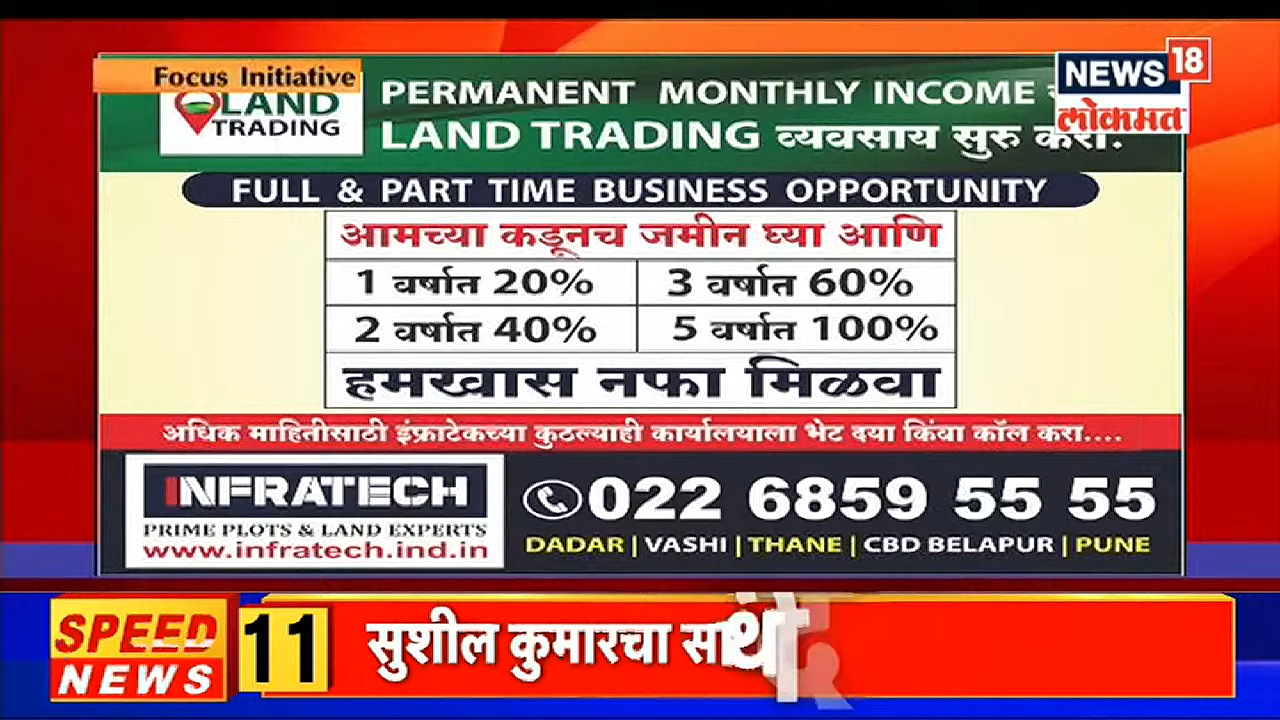 Focus Initiative
LAND
TRADING
PERMANENT MONTHLY INCOME
LAND TRADING व्यवसाय सुरु करा.
NEWS 18
लोकमत
FULL & PART TIME BUSINESS OPPORTUNITY
आमच्या कडूनच जमीन घ्या आणि
1 वर्षात 20%
3 वर्षात 60%
2 वर्षात 40%
5 वर्षात 100%
हमखास नफा मिळवा
अधिक माहितीसाठी इंफ्राटेकच्या कुठल्याही कार्यालयाला भेट दया किंवा कॉल करा....
INFRATECH
PRIME PLOTS & LAND EXPERTS
www.infratech.ind.in
022 6859 55 55
DADAR | VASHI | THANE | CBD BELAPUR | PUNE
SPEED
NEWS
11
सुशील कुमारचा